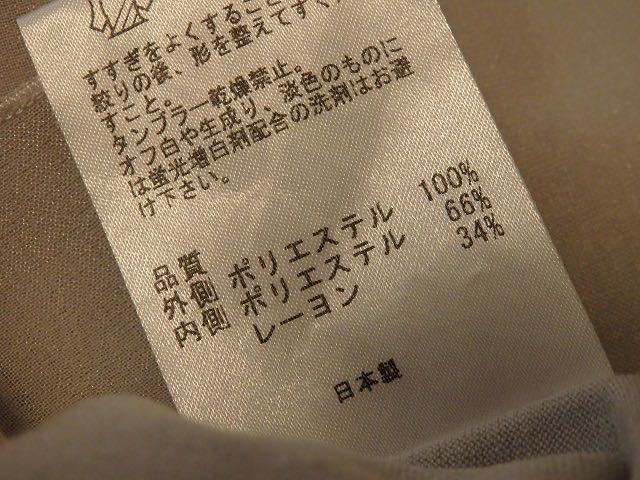 すすぎをよくするこ
絞りの後、形を整えてすぐ
すこと。
タンブラー乾燥禁止。
オフ白や生成り、淡色のものに
は蛍光増白剤配合の洗剤はお避
け下さい。
品質
外側 ポリエステル 100%
内側 ポリエステル 66%
レーヨン 34%
日本製